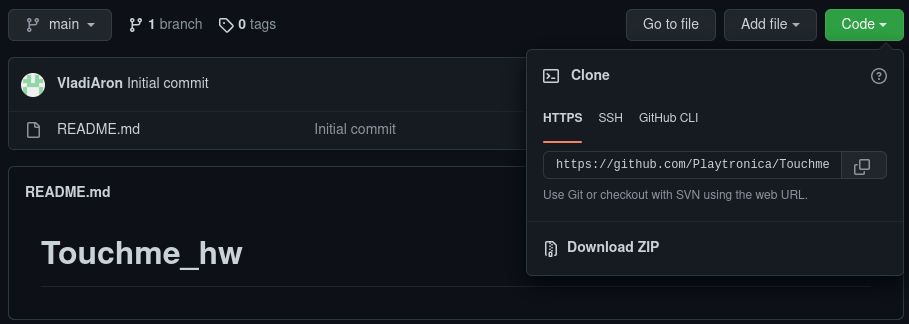 main 1 branch 0 tags Go to file Add file Code
VladiAron Initial commit
Clone
HTTPS SSH GitHub CLI
README.md Initial commit
https://github.com/Playtronica/Touchme
Use Git or checkout with SVN using the web URL.
README.md
Download ZIP
Touchme_hw